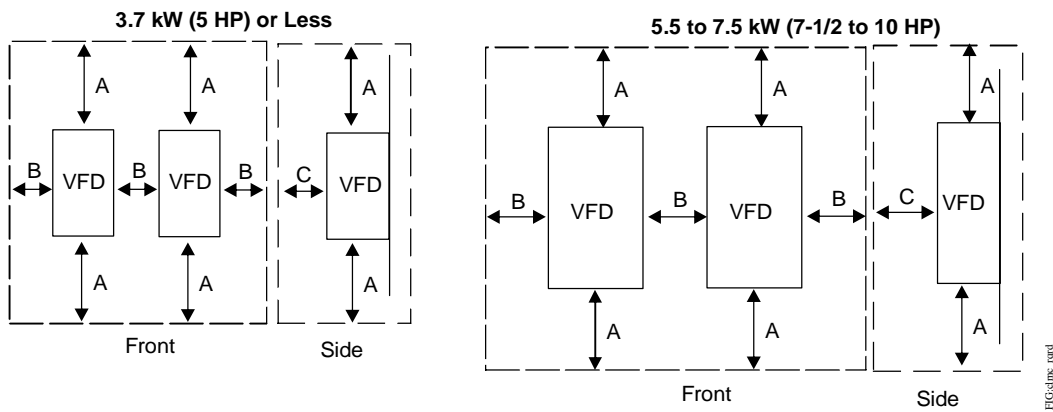 3.7 kW (5 HP) or Less
A
A
A
B
VFD
B
VFD
B
C
VFD
A
A
A
Front
Side
5.5 to 7.5 kW (7-1/2 to 10 HP)
A
A
A
B
VFD
B
VFD
B
C
VFD
A
A
A
Front
Side